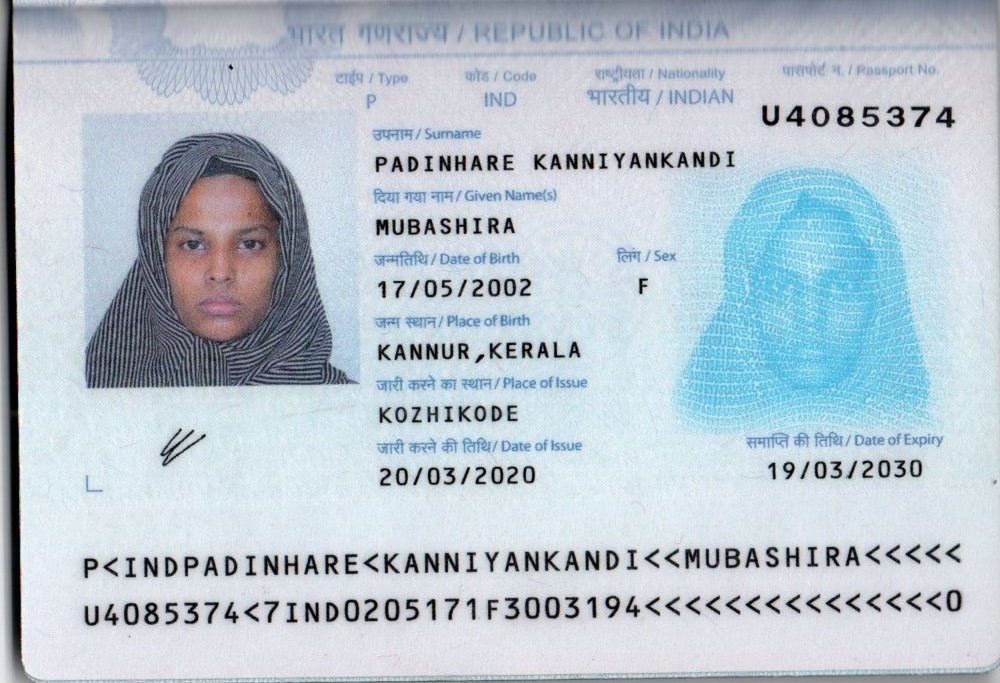 भारत गणराज्य / REPUBLIC OF INDIA
टाईप / Type कोड / Code राष्ट्रीयता / Nationality पासपोर्ट न. / Passport No.
P IND भारतीय / INDIAN U4085374
उपनाम / Surname
PADINHARE KANNIYANKANDI
दिया गया नाम / Given Name(s)
MUBASHIRA
जन्मतिथि / Date of Birth लिंग / Sex
17/05/2002 F
जन्म स्थान / Place of Birth
KANNUR,KERALA
जारी करने का स्थान / Place of Issue
KOZHIKODE
जारी करने की तिथि / Date of Issue समाप्ति की तिथि / Date of Expiry
20/03/2020 19/03/2030
P<INDPADINHARE<KANNIYANKANDI<<MUBASHIRA<<<<<
U4085374<7IND0205171F3003194<<<<<<<<<<<<<<<0